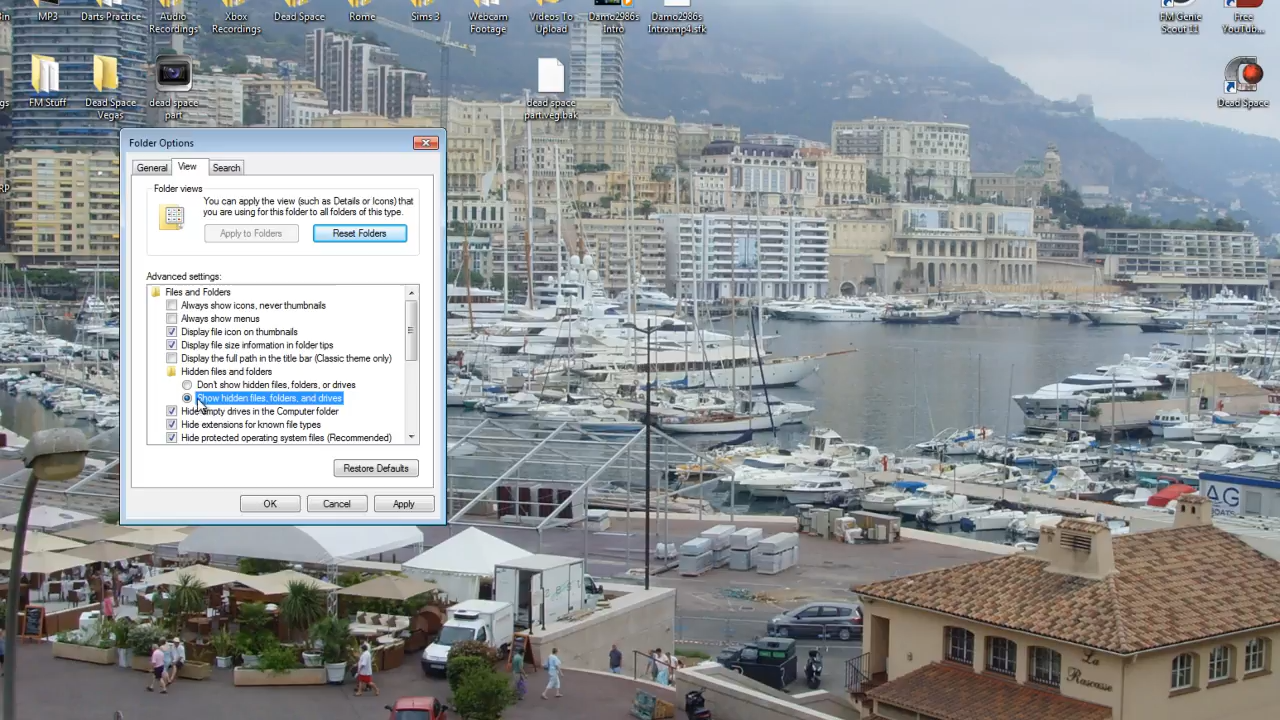 MP3
Darts Practice
Audio
Recordings
Xbox
Recordings
Dead Space
Rome
Sims 3
Webcam
Footage
Videos To
Upload
Damo2986s
Intro
Damo2986s
Intro.mp4.sfk
FM Genie
Scout 11
Free
YouTub...
FM Stuff
Dead Space
Vegas
dead space
part
dead space
part.veg.bak
Dead Space
Folder Options
General
View
Search
Folder views
You can apply the view (such as Details or Icons) that
you are using for this folder to all folders of this type.
Apply to Folders
Reset Folders
Advanced settings:
Files and Folders
Always show icons, never thumbnails
Always show menus
Display file icon on thumbnails
Display file size information in folder tips
Display the full path in the title bar (Classic theme only)
Hidden files and folders
Don't show hidden files, folders, or drives
Show hidden files, folders, and drives
Hide empty drives in the Computer folder
Hide extensions for known file types
Hide protected operating system files (Recommended)
Restore Defaults
OK
Cancel
Apply
AG
La
Rascasse